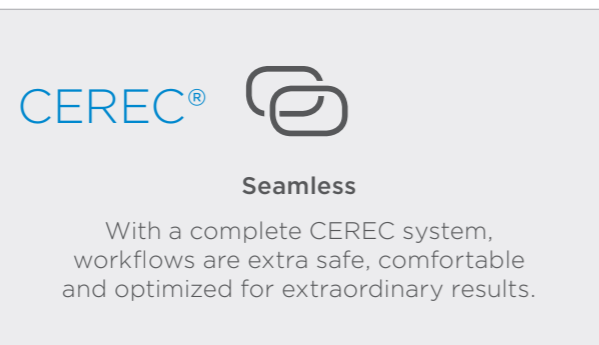 CEREC®
Seamless
With a complete CEREC system,
workflows are extra safe, comfortable
and optimized for extraordinary results.